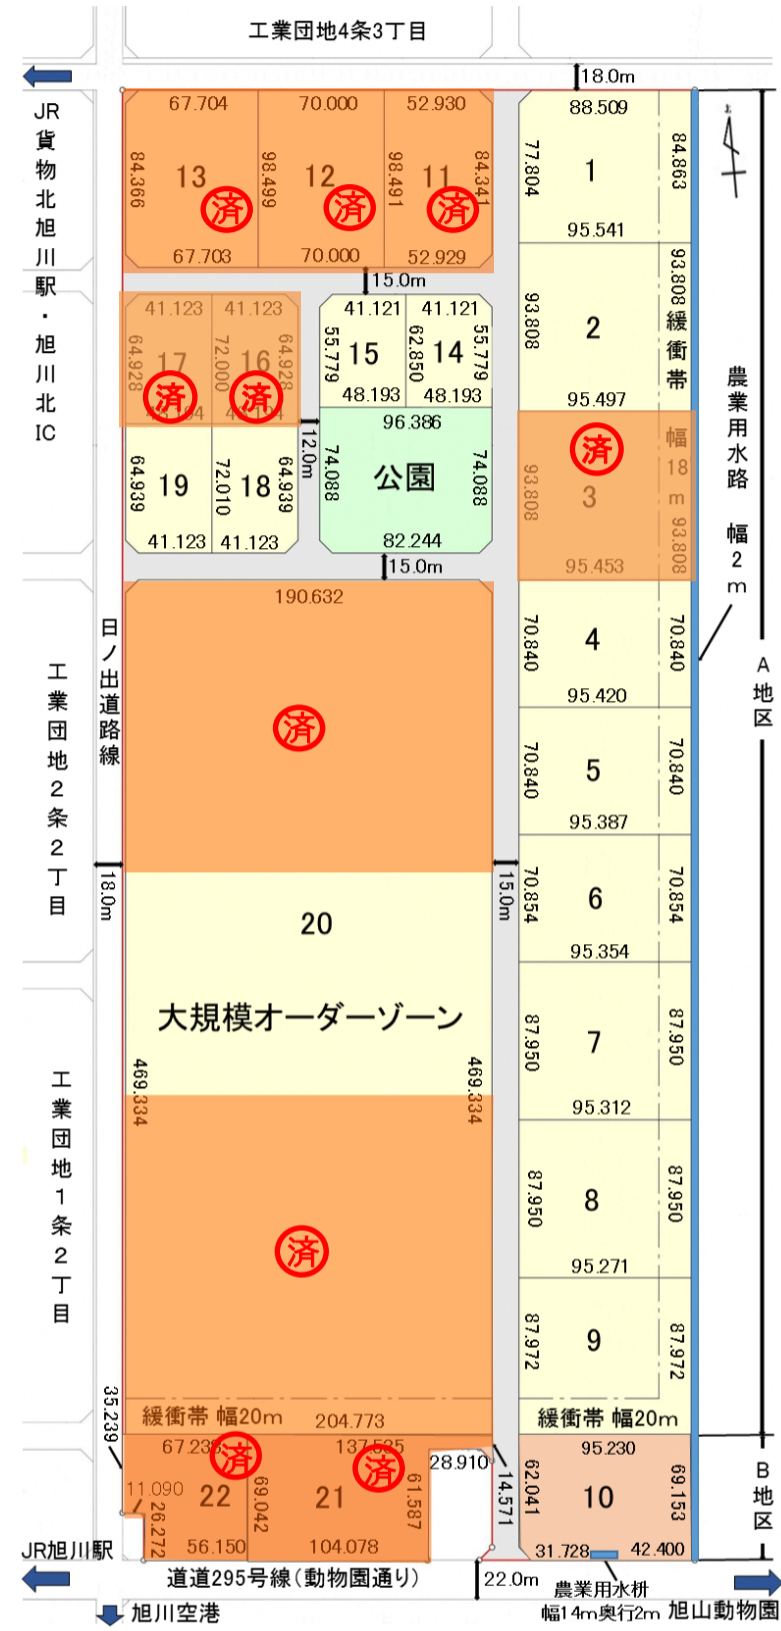 工業団地4条3丁目
18.0m
JR貨物北旭川駅・旭川北IC
北
67.704
70.000
52.930
88.509
84.366
13
済
98.499
12
済
98.491
11
済
84.341
77.804
1
84.863
67.703
70.000
52.929
95.541
15.0m
41.123
41.123
41.121
41.121
64.928
17
済
72.000
16
済
64.928
55.779
15
62.850
14
55.779
48.193
48.193
93.808
2
93.808
緩衝帯 幅18m
95.497
農業用水路 幅2m
12.0m
96.386
64.939
19
72.010
18
64.939
74.088
公園
74.088
済
93.808
3
93.808
41.123
41.123
82.244
95.453
15.0m
190.632
日ノ出道路線
工業団地2条2丁目
済
70.840
4
70.840
95.420
A地区
70.840
5
70.840
95.387
18.0m
15.0m
20
大規模オーダーゾーン
70.854
6
70.854
95.354
469.334
469.334
87.950
7
87.950
95.312
工業団地1条2丁目
済
87.950
8
87.950
95.271
87.972
9
87.972
35.239
緩衝帯 幅20m
204.773
緩衝帯 幅20m
済
済
28.910
14.571
95.230
11.090
26.272
22
69.042
21
61.587
62.041
10
69.153
B地区
56.150
104.078
31.728
42.400
JR旭川駅
道道295号線(動物園通り)
22.0m
農業用水枡
幅14m奥行2m
旭山動物園
旭川空港